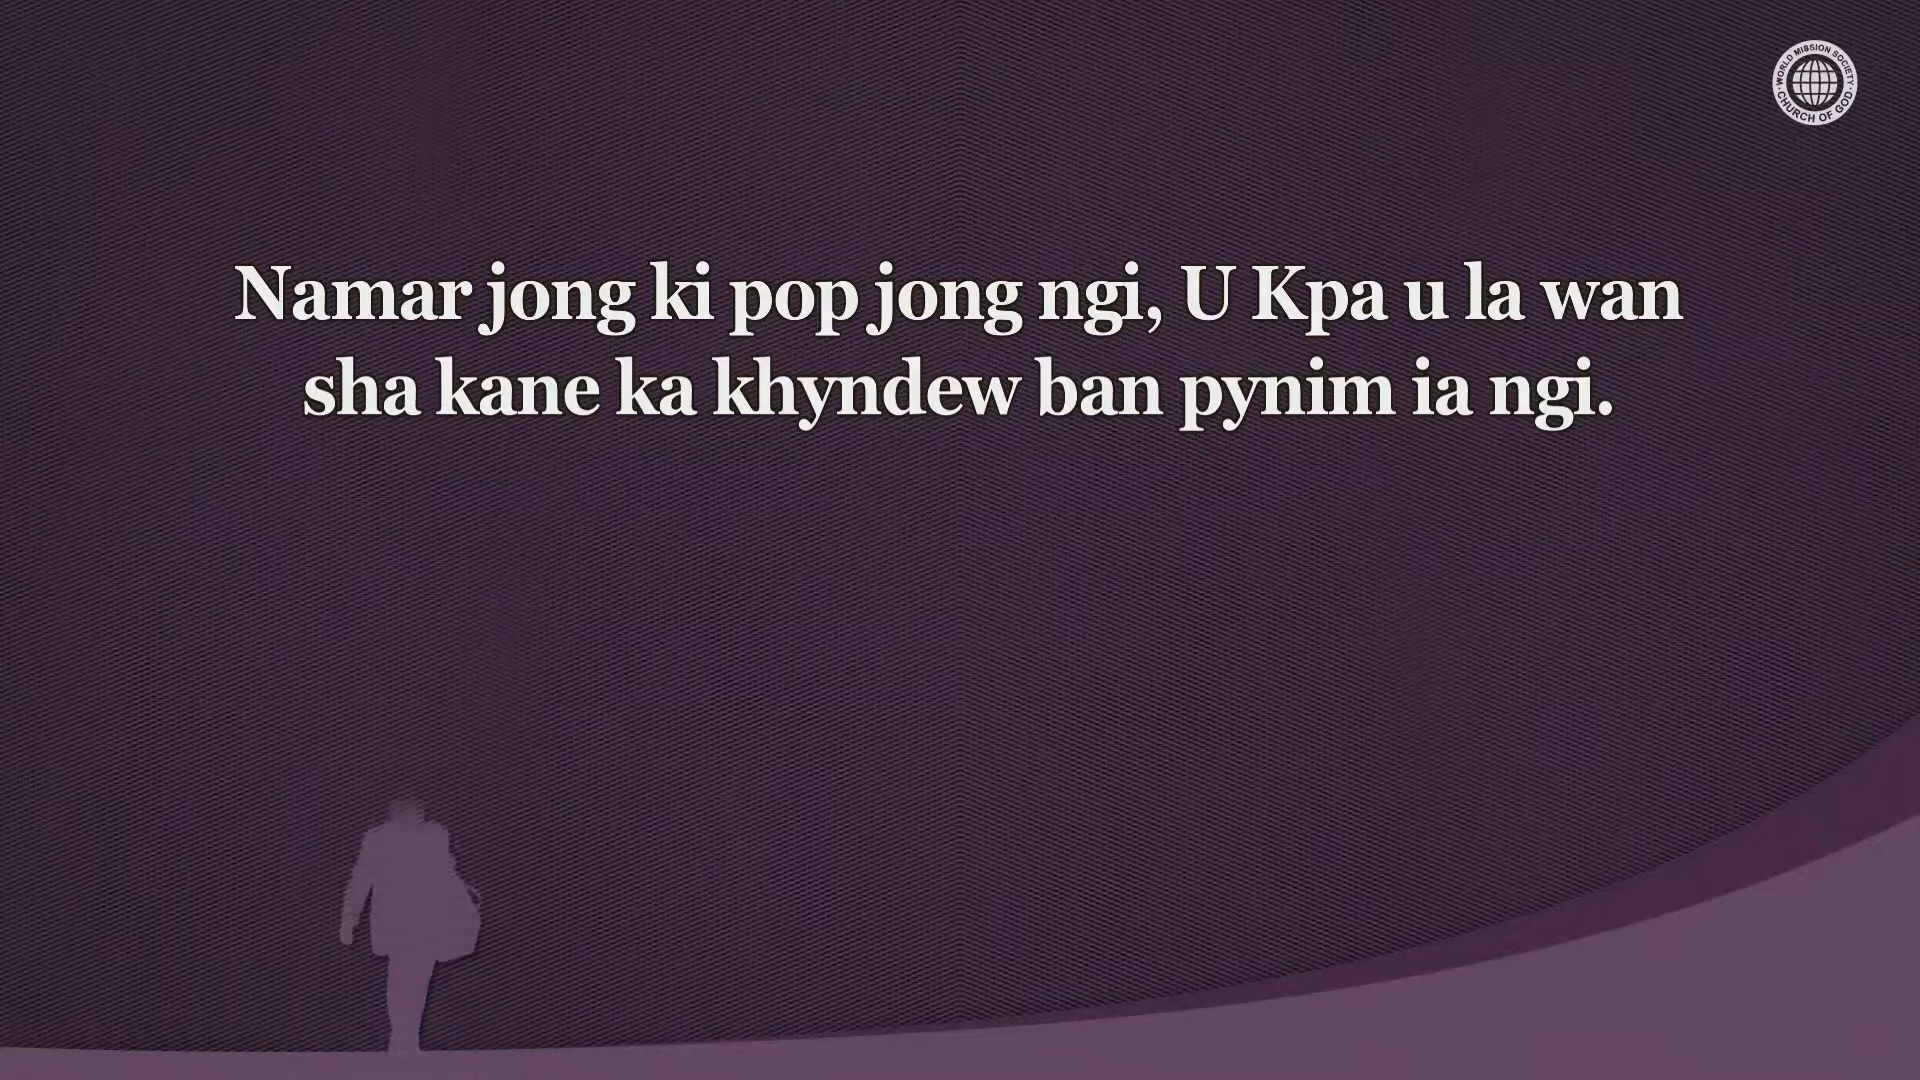 WORLD MISSION SOCIETY
CHURCH OF GOD
Namar jong ki pop jong ngi, U Kpa u la wan
sha kane ka khyndew ban pynim ia ngi.